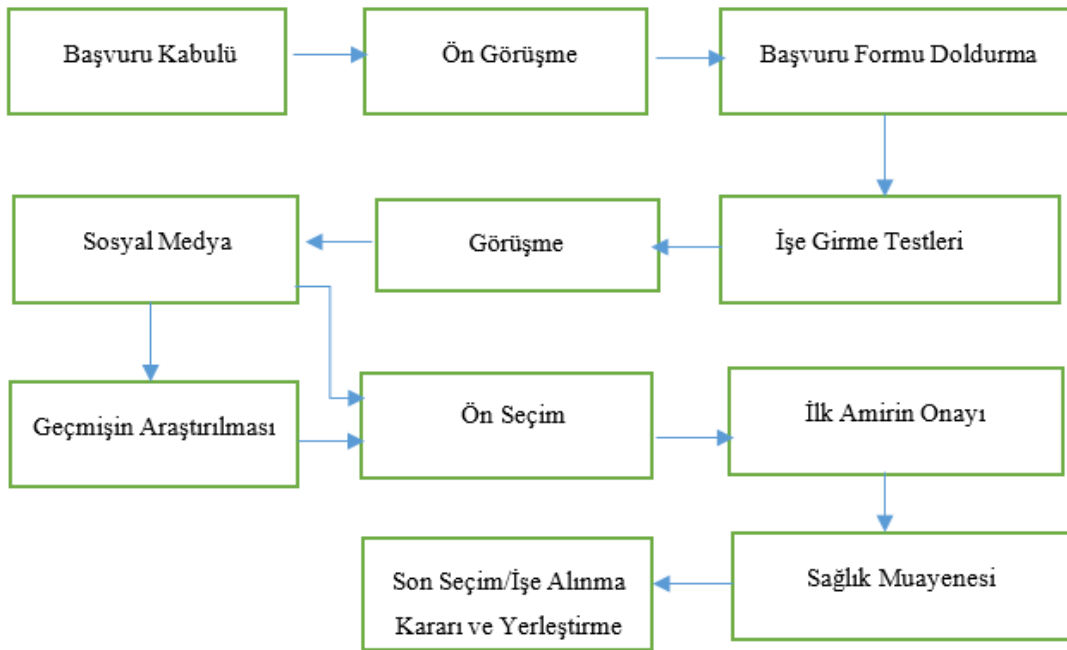 Başvuru Kabulü
Ön Görüşme
Başvuru Formu Doldurma
İşe Girme Testleri
Görüşme
Sosyal Medya
Geçmişin Araştırılması
Ön Seçim
İlk Amirin Onayı
Sağlık Muayenesi
Son Seçim/İşe Alınma
Kararı ve Yerleştirme